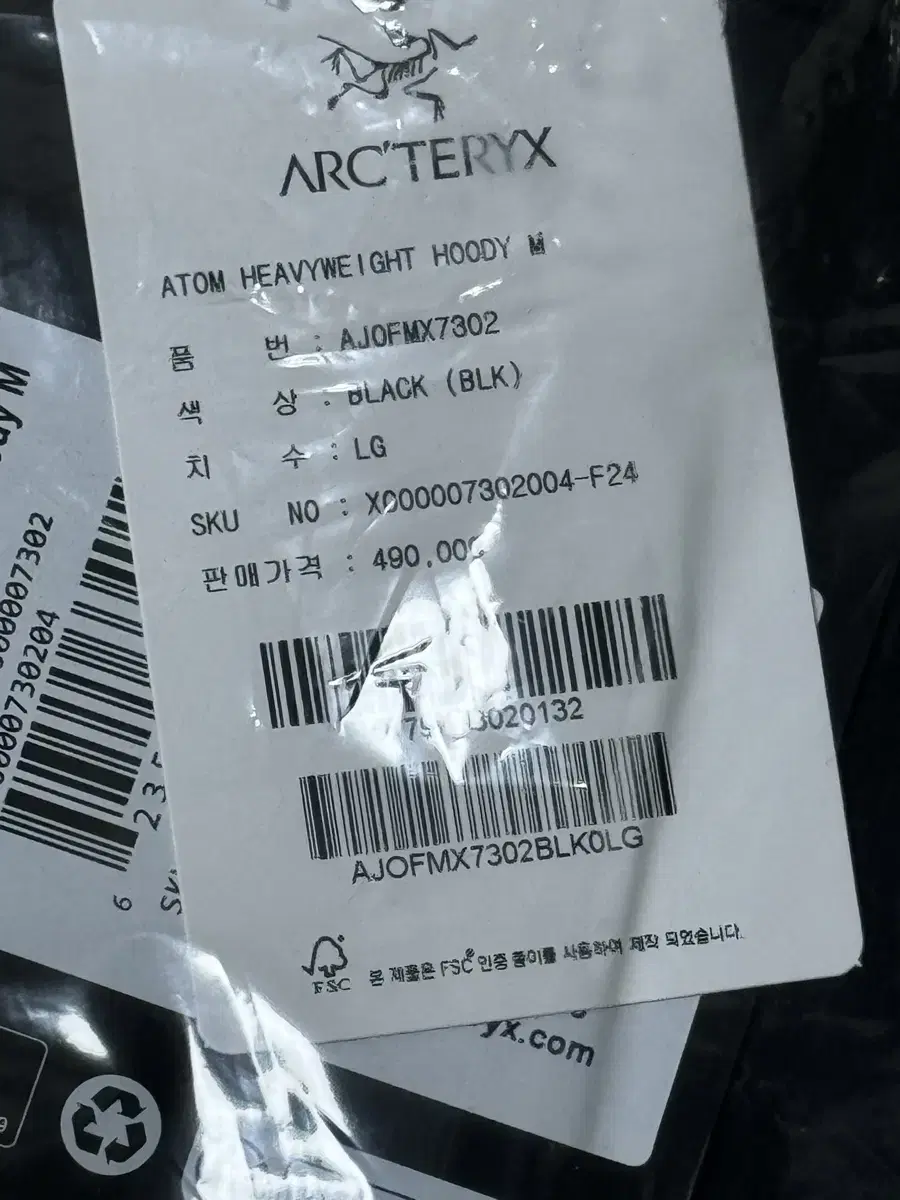 ARC'TERYX
ATOM HEAVYWEIGHT HOODY M
품 번 : AJOFMX7302
색 상 : BLACK (BLK)
치 수 : LG
SKU NO : X000007302004-F24
판매가격 :
AJOFMX7302BLK0LG
FSC 본 제품은 FSC® 인증 종이를 사용하여 제작 되었습니다.
yx.com
M
6